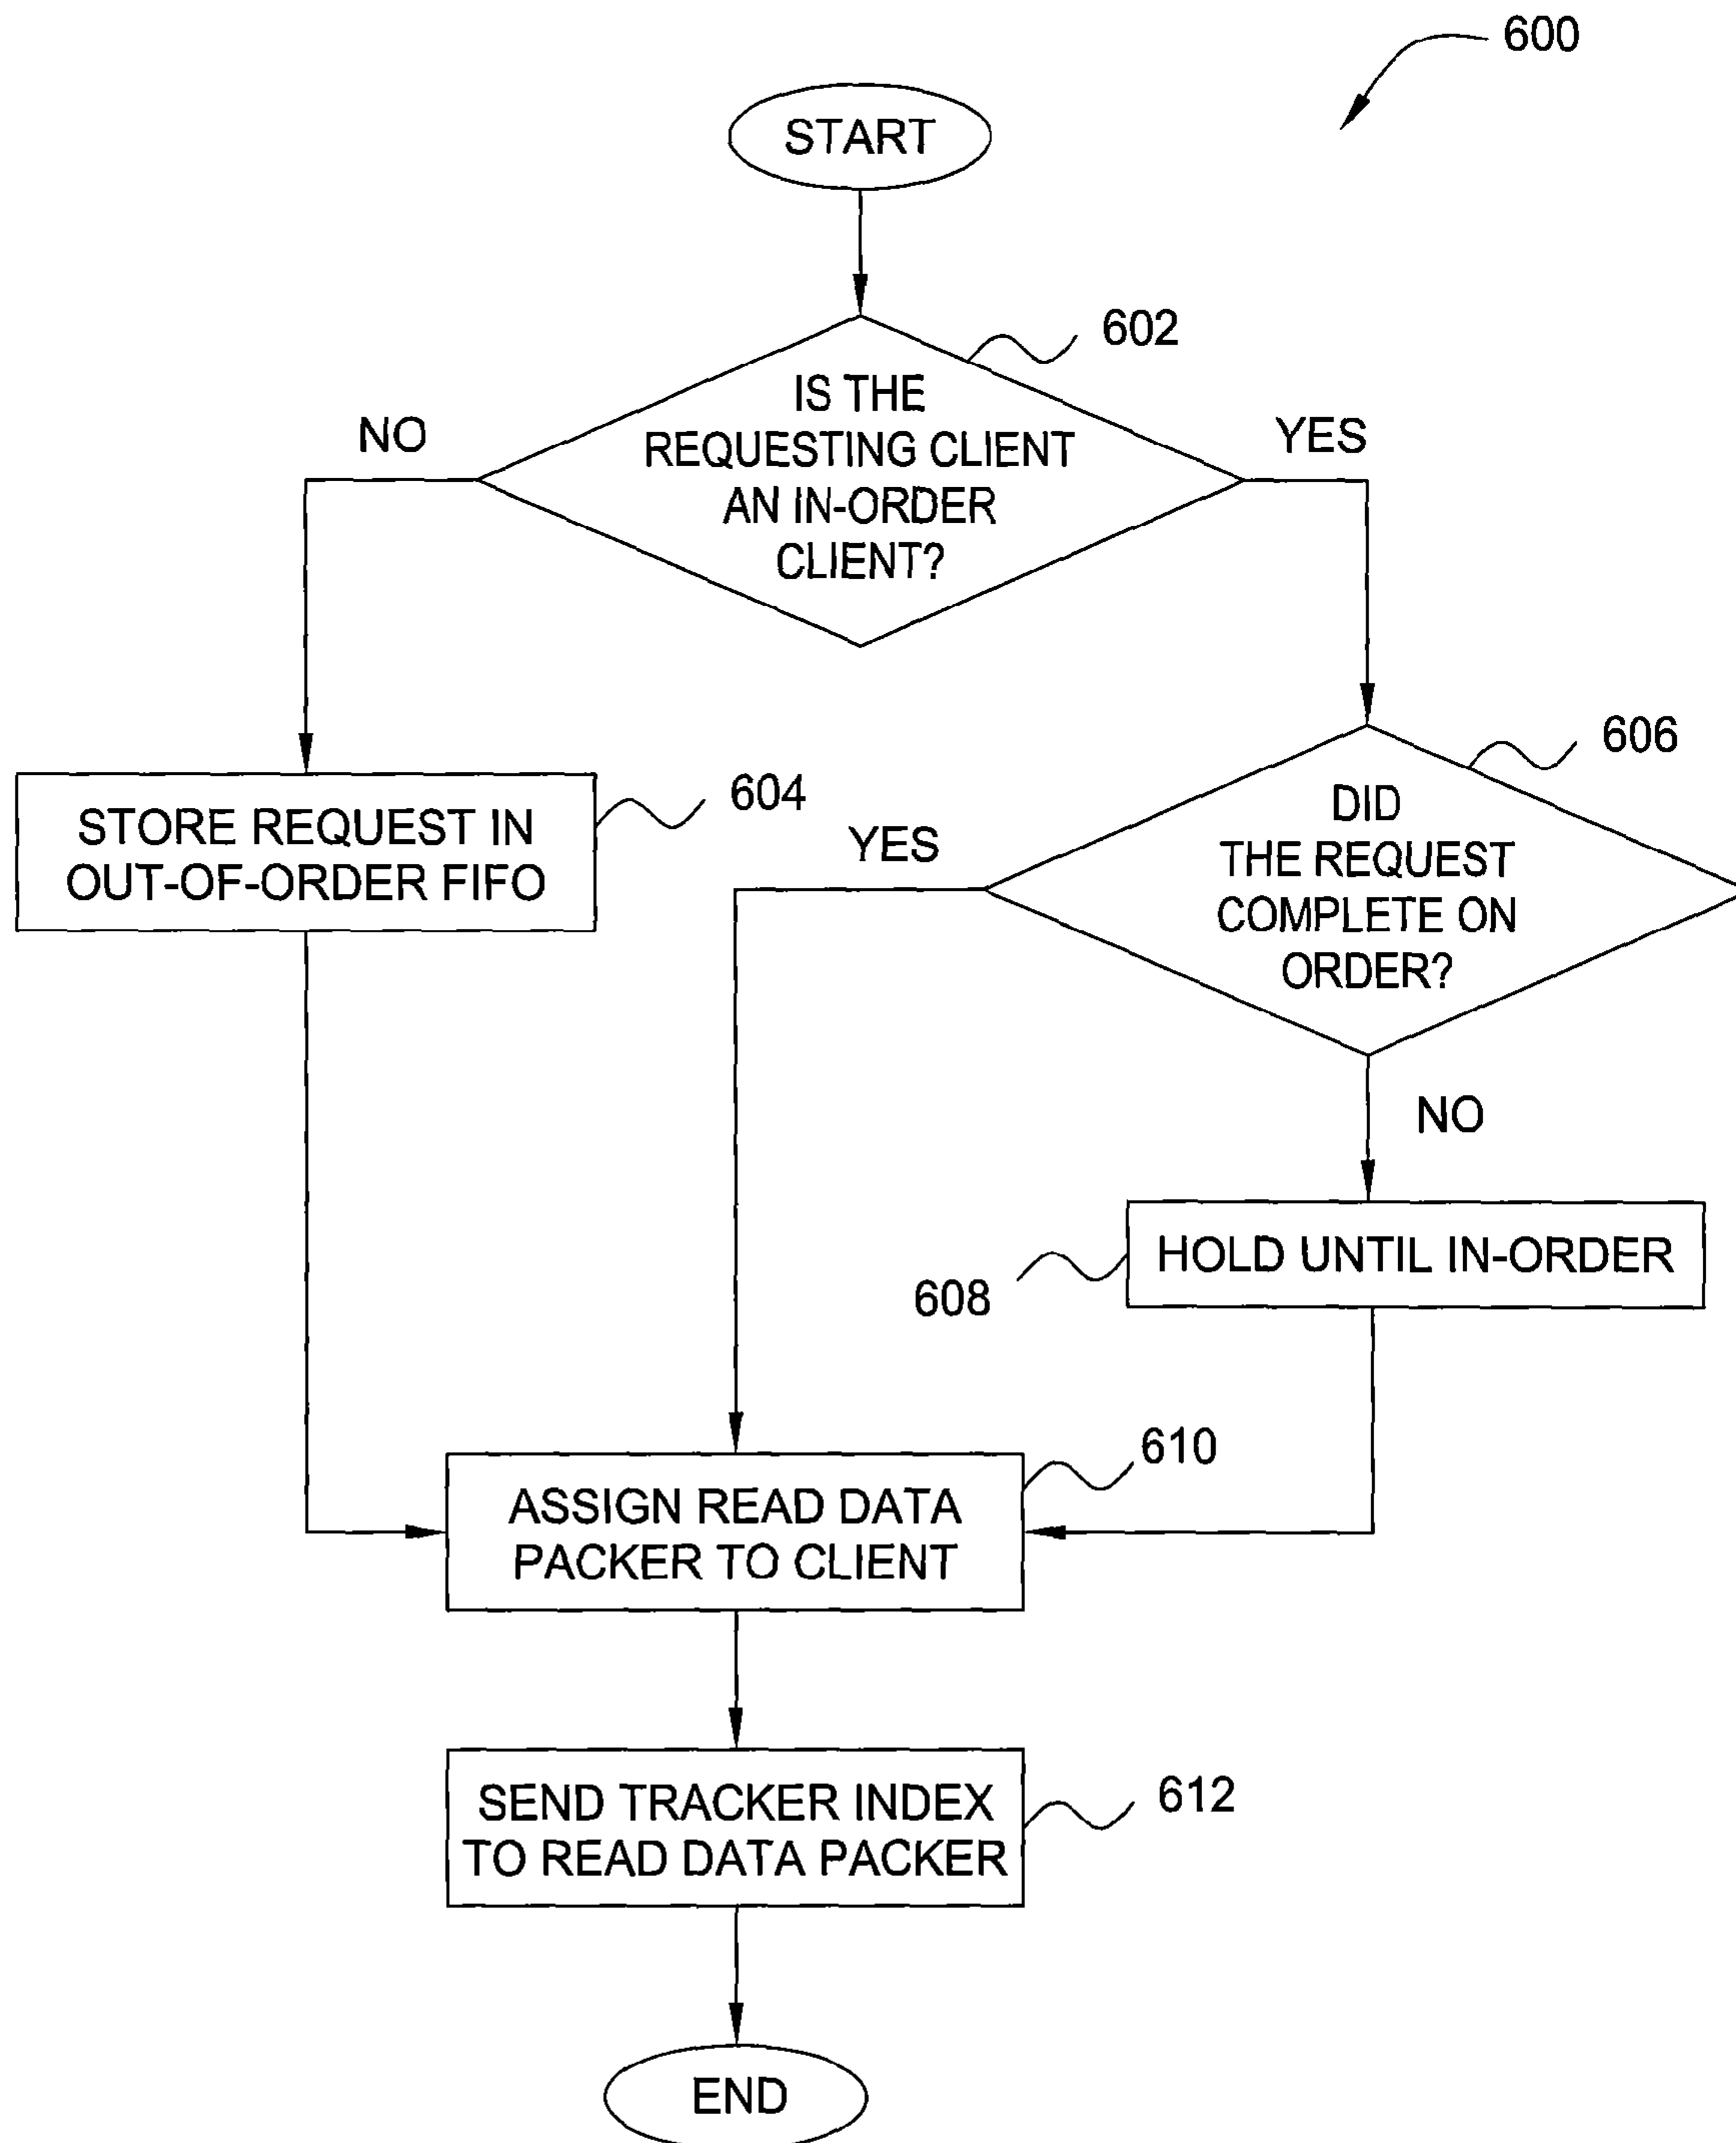 600
START
602
IS THE
REQUESTING CLIENT
AN IN-ORDER
CLIENT?
NO
YES
606
DID
THE REQUEST
COMPLETE ON
ORDER?
604
STORE REQUEST IN
OUT-OF-ORDER FIFO
YES
NO
HOLD UNTIL IN-ORDER
608
610
ASSIGN READ DATA
PACKER TO CLIENT
612
SEND TRACKER INDEX
TO READ DATA PACKER
END